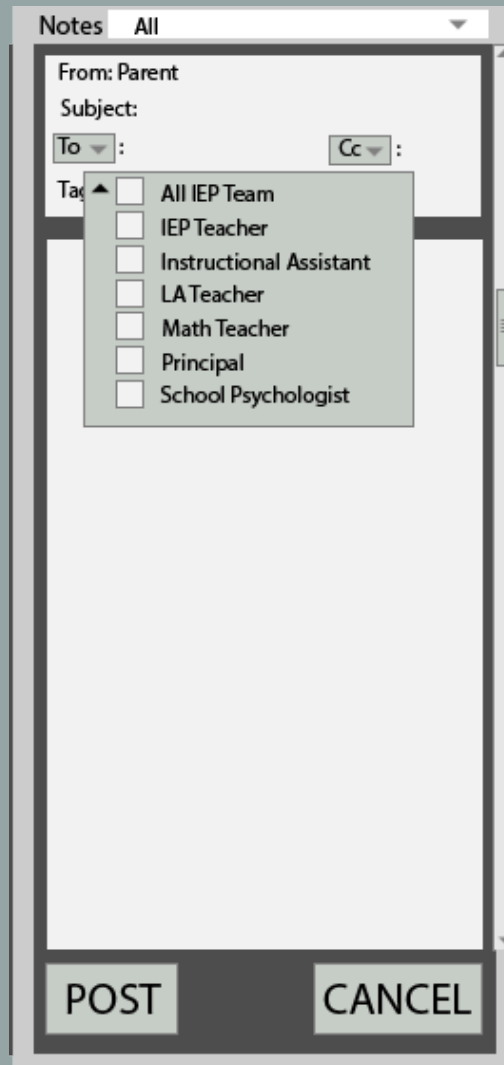 Notes All
From: Parent
Subject:
To : Cc :
Tag
All IEP Team
IEP Teacher
Instructional Assistant
LA Teacher
Math Teacher
Principal
School Psychologist
POST CANCEL